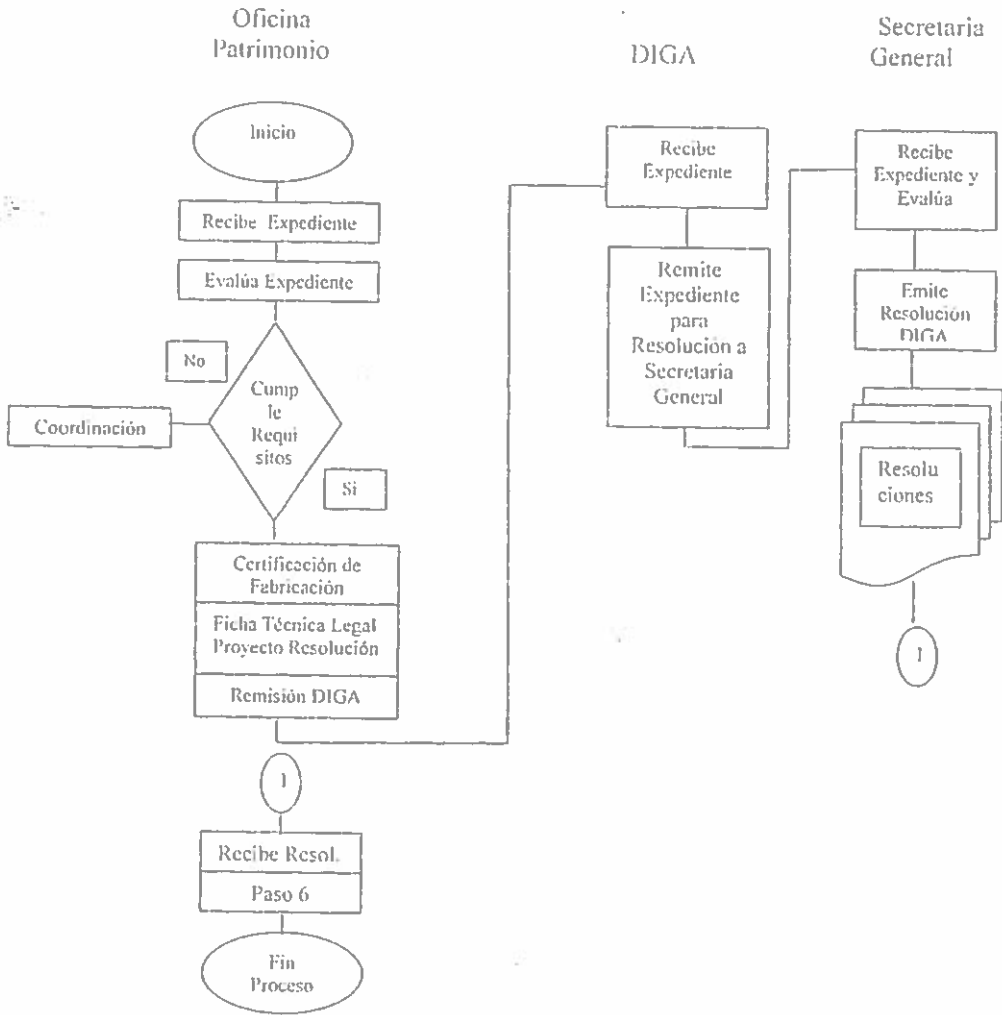 Oficina
Patrimonio
DIGA
Secretaria
General
Inicio
Recibe Expediente
Evalúa Expediente
No
Cump
le
Requi
sitos
Coordinación
Si
Certificación de
Fabricación
Ficha Técnica Legal
Proyecto Resolución
Remisión DIGA
1
Recibe Resol.
Paso 6
Fin
Proceso
Recibe
Expediente
Remite
Expediente
para
Resolución a
Secretaria
General
Recibe
Expediente y
Evalúa
Emite
Resolución
DIGA
Resolu
ciones
1